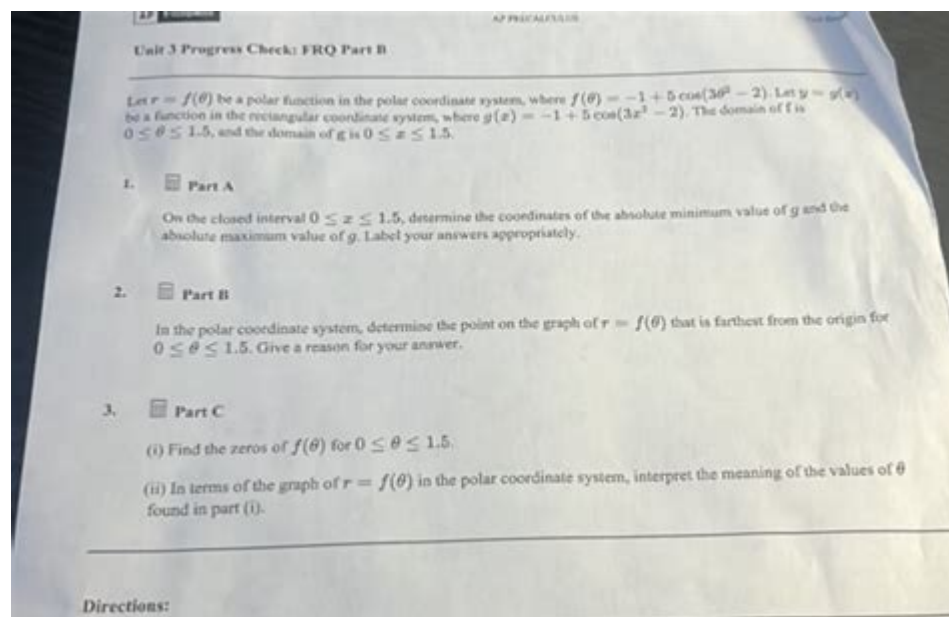 AP PRECALCULUS
Unit 3 Progress Check: FRQ Part B
Let r = f(θ) be a polar function in the polar coordinate system, where f(θ) = −1 + 5 cos(3θ² − 2). Let y = g(x)
be a function in the rectangular coordinate system, where g(x) = −1 + 5 cos(3x² − 2). The domain of f is
0 ≤ θ ≤ 1.5, and the domain of g is 0 ≤ x ≤ 1.5.
1. Part A
On the closed interval 0 ≤ x ≤ 1.5, determine the coordinates of the absolute minimum value of g and the
absolute maximum value of g. Label your answers appropriately.
2. Part B
In the polar coordinate system, determine the point on the graph of r = f(θ) that is farthest from the origin for
0 ≤ θ ≤ 1.5. Give a reason for your answer.
3. Part C
(i) Find the zeros of f(θ) for 0 ≤ θ ≤ 1.5.
(ii) In terms of the graph of r = f(θ) in the polar coordinate system, interpret the meaning of the values of θ
found in part (i).
Directions: